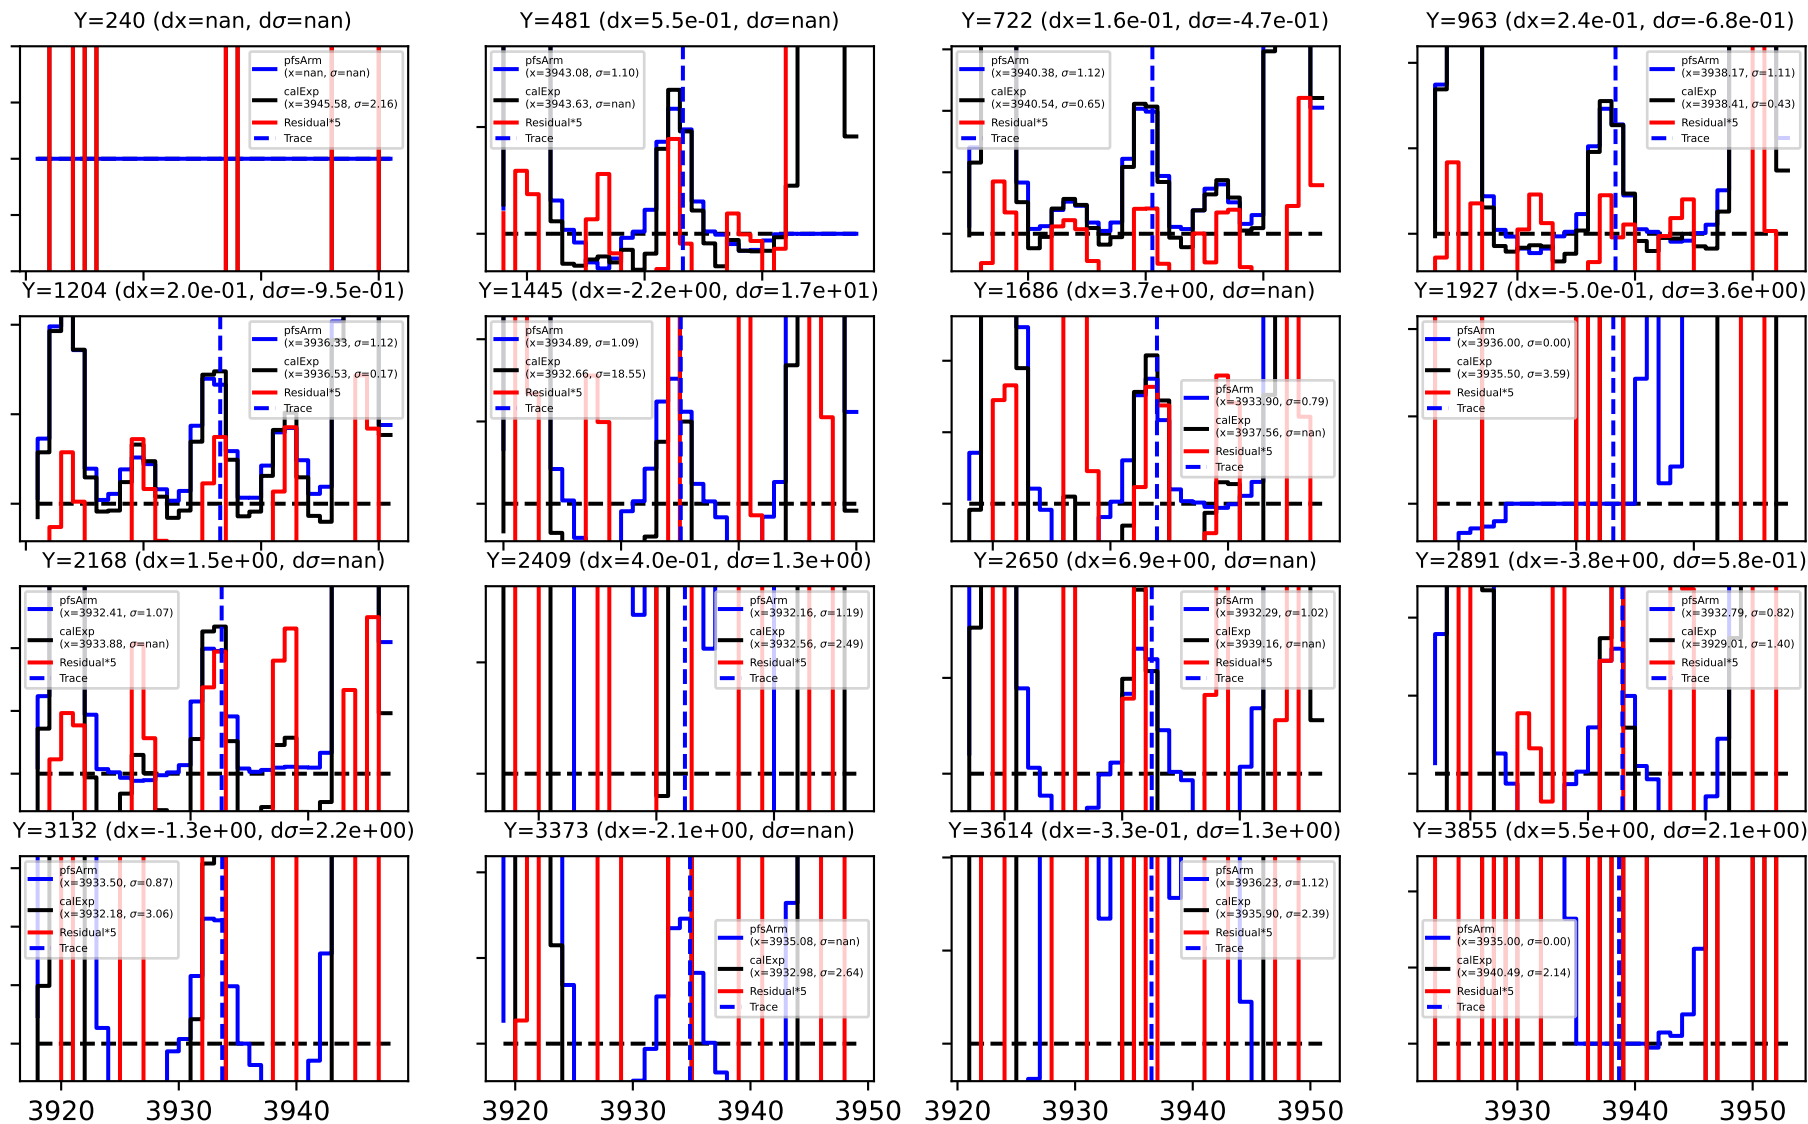 Y=240 (dx=nan, dσ=nan)
pfsArm
(x=nan, σ=nan)
calExp
(x=3945.58, σ=2.16)
Residual*5
Trace
Y=481 (dx=5.5e-01, dσ=nan)
pfsArm
(x=3943.08, σ=1.10)
calExp
(x=3943.63, σ=nan)
Residual*5
Trace
Y=722 (dx=1.6e-01, dσ=-4.7e-01)
pfsArm
(x=3940.38, σ=1.12)
calExp
(x=3940.54, σ=0.65)
Residual*5
Trace
Y=963 (dx=2.4e-01, dσ=-6.8e-01)
pfsArm
(x=3938.17, σ=1.11)
calExp
(x=3938.41, σ=0.43)
Residual*5
Trace
Y=1204 (dx=2.0e-01, dσ=-9.5e-01)
pfsArm
(x=3936.33, σ=1.12)
calExp
(x=3936.53, σ=0.17)
Residual*5
Trace
Y=1445 (dx=-2.2e+00, dσ=1.7e+01)
pfsArm
(x=3934.89, σ=1.09)
calExp
(x=3932.66, σ=18.55)
Residual*5
Trace
Y=1686 (dx=3.7e+00, dσ=nan)
pfsArm
(x=3933.90, σ=0.79)
calExp
(x=3937.56, σ=nan)
Residual*5
Trace
Y=1927 (dx=-5.0e-01, dσ=3.6e+00)
pfsArm
(x=3936.00, σ=0.00)
calExp
(x=3935.50, σ=3.59)
Residual*5
Trace
Y=2168 (dx=1.5e+00, dσ=nan)
pfsArm
(x=3932.41, σ=1.07)
calExp
(x=3933.88, σ=nan)
Residual*5
Trace
Y=2409 (dx=4.0e-01, dσ=1.3e+00)
pfsArm
(x=3932.16, σ=1.19)
calExp
(x=3932.56, σ=2.49)
Residual*5
Trace
Y=2650 (dx=6.9e+00, dσ=nan)
pfsArm
(x=3932.29, σ=1.02)
calExp
(x=3939.16, σ=nan)
Residual*5
Trace
Y=2891 (dx=-3.8e+00, dσ=5.8e-01)
pfsArm
(x=3932.79, σ=0.82)
calExp
(x=3929.01, σ=1.40)
Residual*5
Trace
Y=3132 (dx=-1.3e+00, dσ=2.2e+00)
pfsArm
(x=3933.50, σ=0.87)
calExp
(x=3932.18, σ=3.06)
Residual*5
Trace
Y=3373 (dx=-2.1e+00, dσ=nan)
pfsArm
(x=3935.08, σ=nan)
calExp
(x=3932.98, σ=2.64)
Residual*5
Trace
Y=3614 (dx=-3.3e-01, dσ=1.3e+00)
pfsArm
(x=3936.23, σ=1.12)
calExp
(x=3935.90, σ=2.39)
Residual*5
Trace
Y=3855 (dx=5.5e+00, dσ=2.1e+00)
pfsArm
(x=3935.00, σ=0.00)
calExp
(x=3940.49, σ=2.14)
Residual*5
Trace
3920 3930 3940
3920 3930 3940 3950
3920 3930 3940 3950
3930 3940 3950